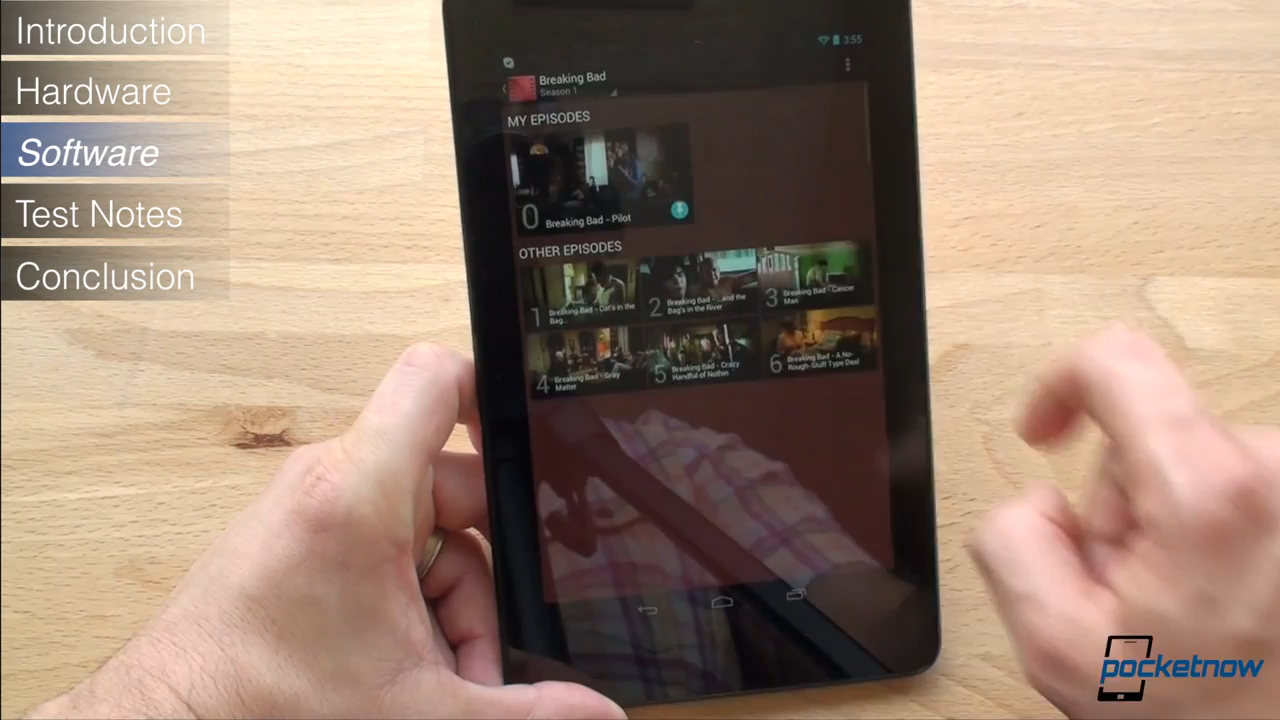 Introduction
Hardware
Software
Test Notes
Conclusion
3:55
Breaking Bad
Season 1
MY EPISODES
0 Breaking Bad - Pilot
OTHER EPISODES
1 Breaking Bad - Cat's in the
Bag...
2 Breaking Bad - ...and the
Bag's in the River
3 Breaking Bad - Cancer
Man
4 Breaking Bad - Gray
Matter
5 Breaking Bad - Crazy
Handful of Nothin
6 Breaking Bad - A No-
Rough-Stuff Type Deal
pocketnow